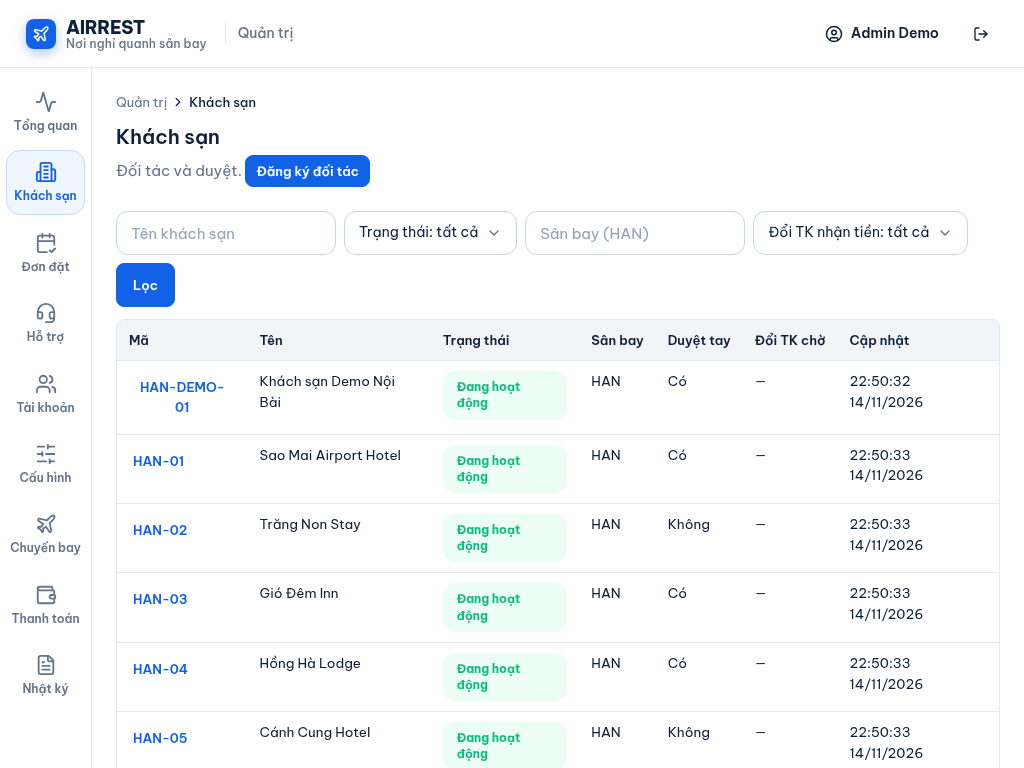 AIRREST
Nơi nghỉ quanh sân bay
Quản trị
Admin Demo
Tổng quan
Khách sạn
Đơn đặt
Hỗ trợ
Tài khoản
Cấu hình
Chuyến bay
Thanh toán
Nhật ký
Quản trị > Khách sạn
Khách sạn
Đối tác và duyệt. Đăng ký đối tác
Tên khách sạn
Trạng thái: tất cả
Sân bay (HAN)
Đổi TK nhận tiền: tất cả
Lọc
Mã Tên Trạng thái Sân bay Duyệt tay Đổi TK chờ Cập nhật
HAN-DEMO-01 Khách sạn Demo Nội Bài Đang hoạt động HAN Có — 22:50:32 14/11/2026
HAN-01 Sao Mai Airport Hotel Đang hoạt động HAN Có — 22:50:33 14/11/2026
HAN-02 Trăng Non Stay Đang hoạt động HAN Không — 22:50:33 14/11/2026
HAN-03 Gió Đêm Inn Đang hoạt động HAN Có — 22:50:33 14/11/2026
HAN-04 Hồng Hà Lodge Đang hoạt động HAN Có — 22:50:33 14/11/2026
HAN-05 Cánh Cung Hotel Đang hoạt động HAN Không — 22:50:33 14/11/2026